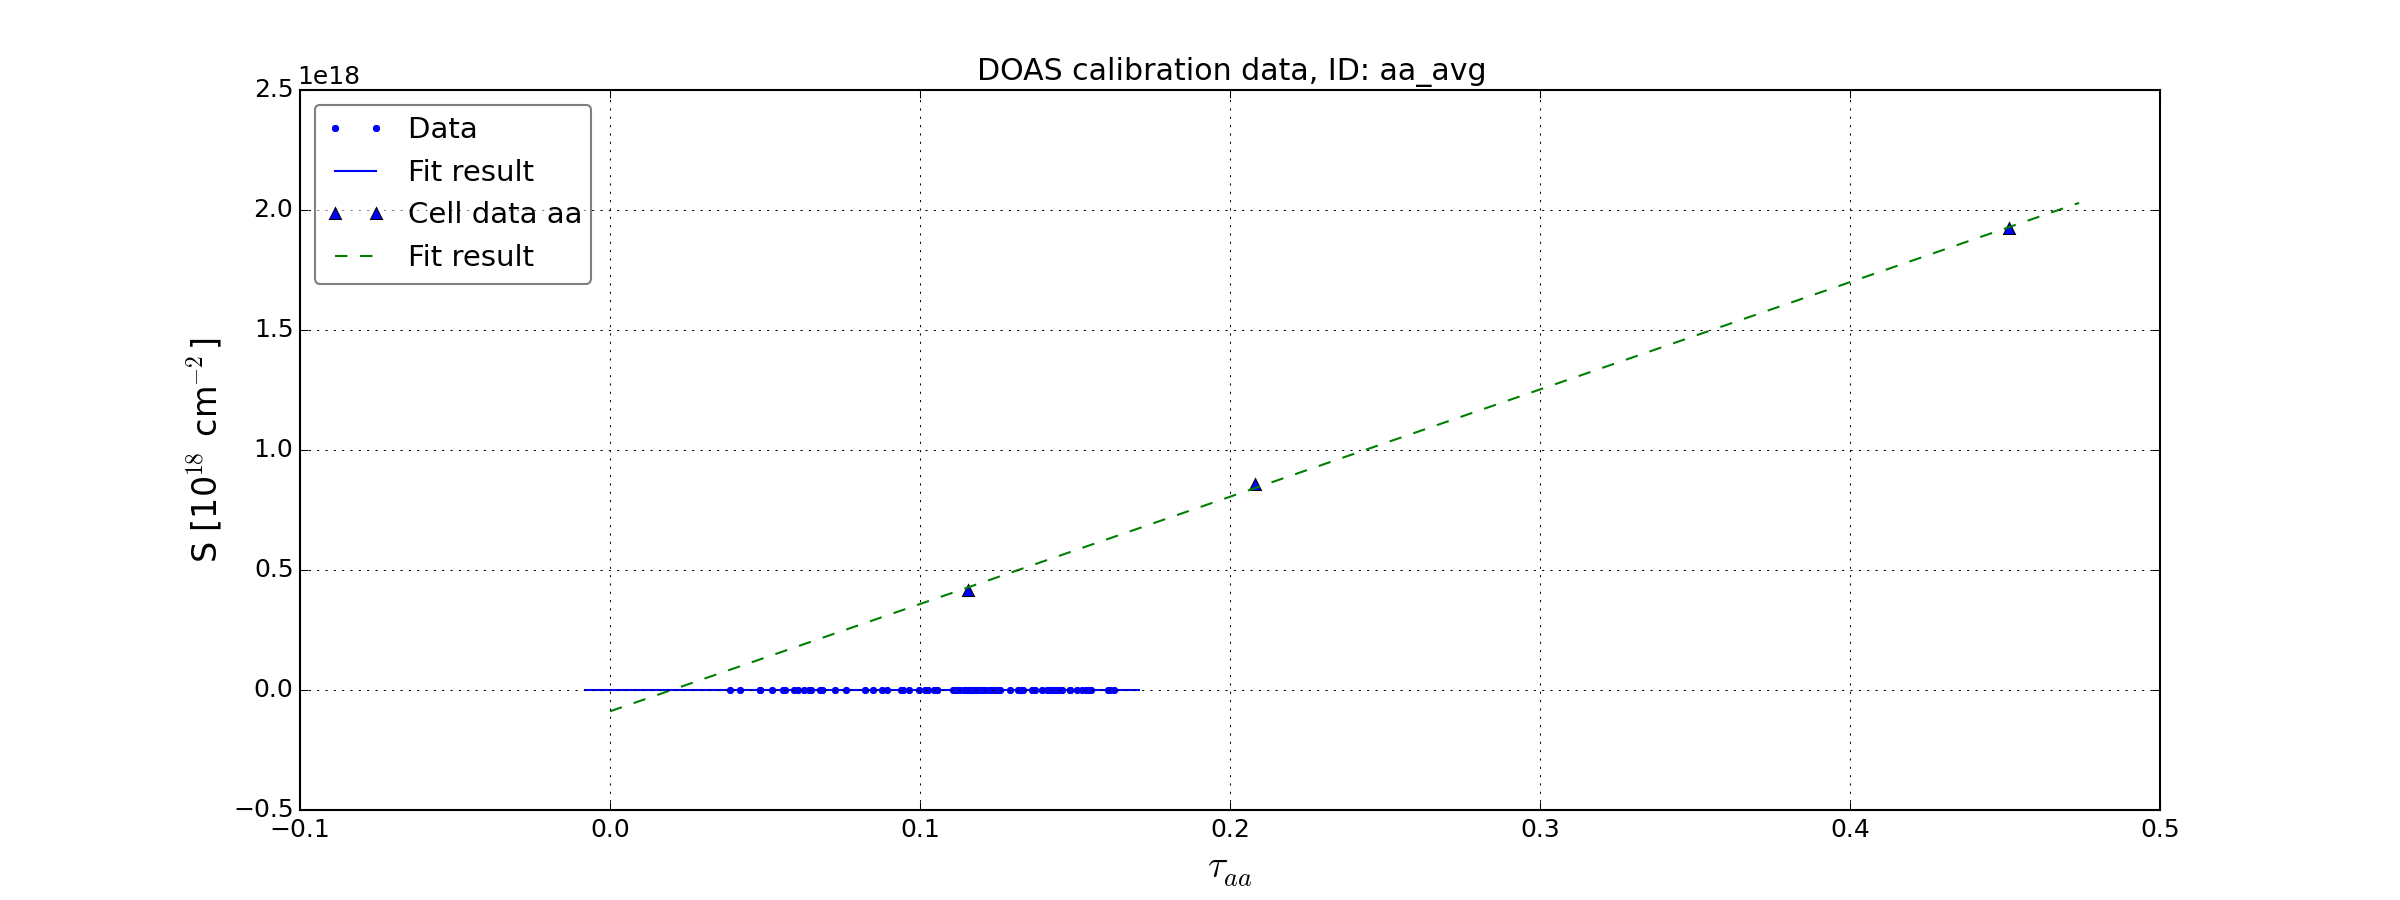 DOAS calibration data, ID: aa_avg
1e18
2.5
2.0
1.5
1.0
0.5
0.0
−0.5
S [10¹⁸ cm⁻²]
Data
Fit result
Cell data aa
Fit result
−0.1 0.0 0.1 0.2 0.3 0.4 0.5
τaa